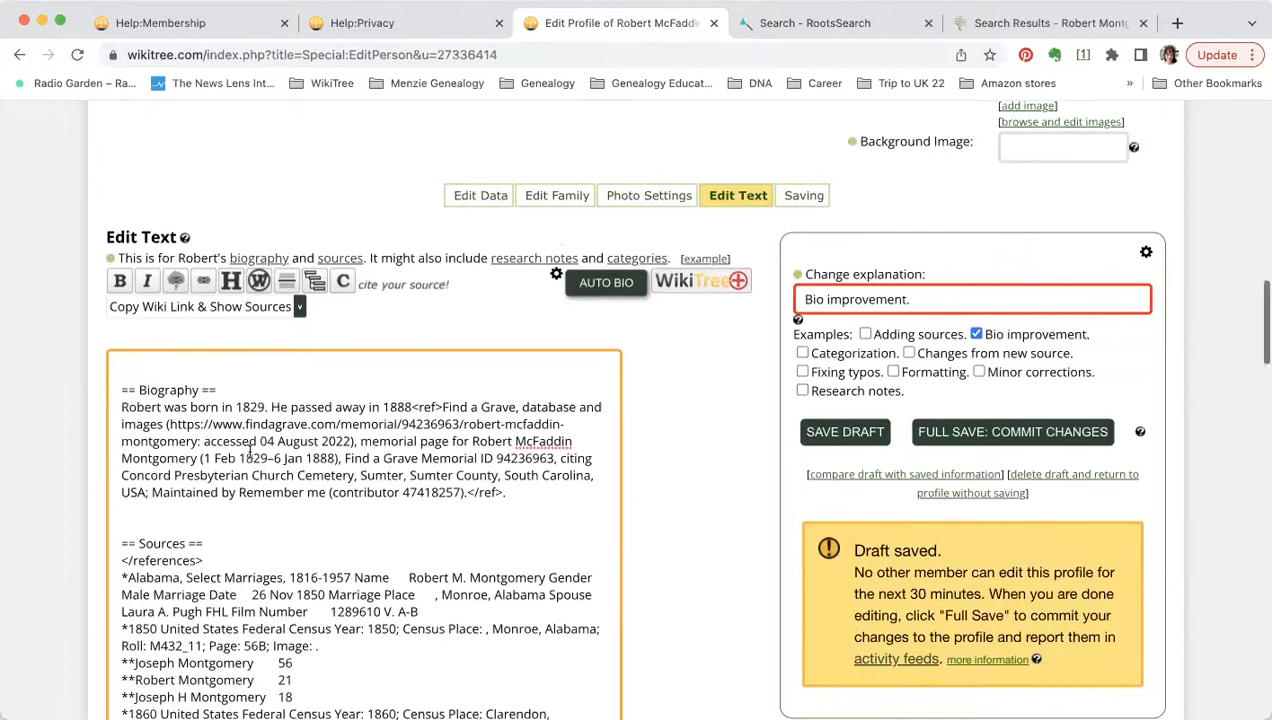 Help:Membership
Help:Privacy
Edit Profile of Robert McFaddin
Search - RootsSearch
Search Results - Robert Montg
wikitree.com/index.php?title=Special:EditPerson&u=27336414
[1]
Update
Radio Garden – Ra...
The News Lens Int...
WikiTree
Menzie Genealogy
Genealogy
Genealogy Educat...
DNA
Career
Trip to UK 22
Amazon stores
»
Other Bookmarks
[add image]
[browse and edit images]
Background Image:
Edit Data
Edit Family
Photo Settings
Edit Text
Saving
Edit Text
This is for Robert's biography and sources. It might also include research notes and categories. [example]
B I H W C cite your source!
AUTO BIO
WikiTree+
Copy Wiki Link & Show Sources
== Biography ==
Robert was born in 1829. He passed away in 1888<ref>Find a Grave, database and
images (https://www.findagrave.com/memorial/94236963/robert-mcfaddin-
montgomery: accessed 04 August 2022), memorial page for Robert McFaddin
Montgomery (1 Feb 1829–6 Jan 1888), Find a Grave Memorial ID 94236963, citing
Concord Presbyterian Church Cemetery, Sumter, Sumter County, South Carolina,
USA; Maintained by Remember me (contributor 47418257).</ref>.
== Sources ==
</references>
*Alabama, Select Marriages, 1816-1957 Name Robert M. Montgomery Gender
Male Marriage Date 26 Nov 1850 Marriage Place , Monroe, Alabama Spouse
Laura A. Pugh FHL Film Number 1289610 V. A-B
*1850 United States Federal Census Year: 1850; Census Place: , Monroe, Alabama;
Roll: M432_11; Page: 56B; Image: .
**Joseph Montgomery 56
**Robert Montgomery 21
**Joseph H Montgomery 18
*1860 United States Federal Census Year: 1860; Census Place: Clarendon,
Change explanation:
Bio improvement.
Examples: Adding sources. Bio improvement.
Categorization. Changes from new source.
Fixing typos. Formatting. Minor corrections.
Research notes.
SAVE DRAFT
FULL SAVE: COMMIT CHANGES
[compare draft with saved information] [delete draft and return to
profile without saving]
Draft saved.
No other member can edit this profile for
the next 30 minutes. When you are done
editing, click "Full Save" to commit your
changes to the profile and report them in
activity feeds. more information